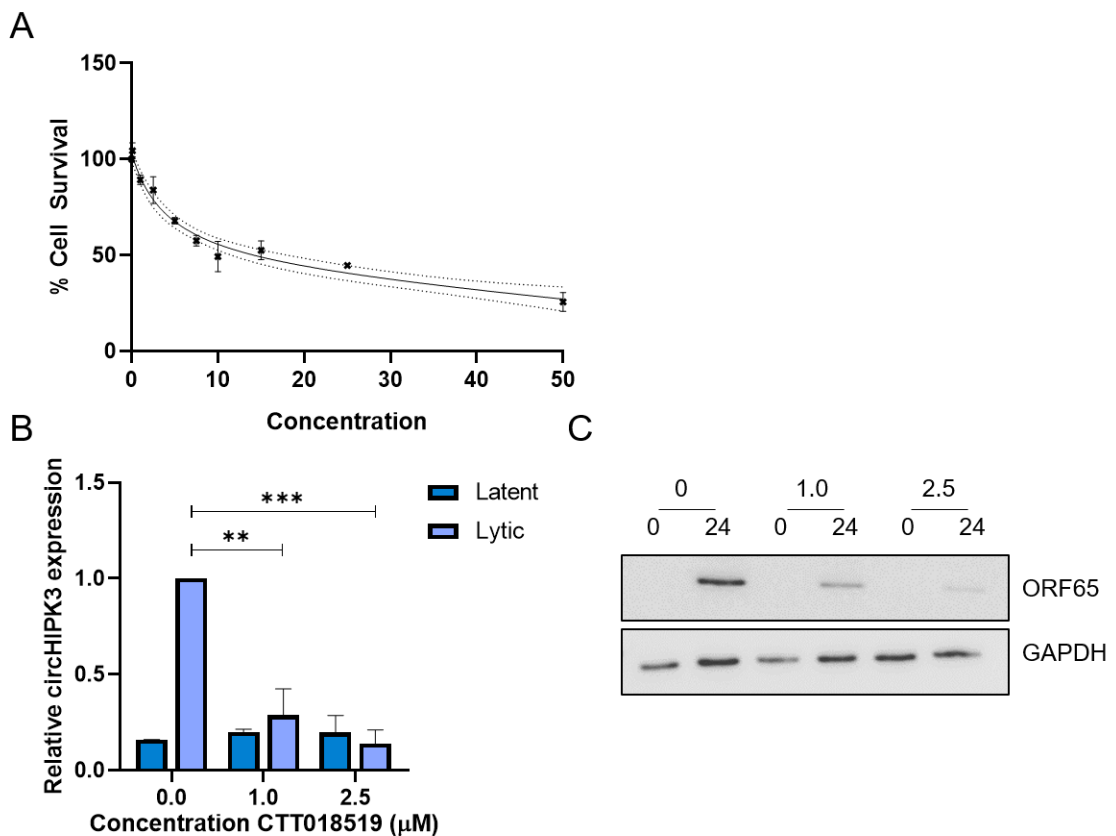 A
150
100
50
0
% Cell Survival
0 10 20 30 40 50
Concentration
B
1.5
1.0
0.5
0.0
Relative circHIPK3 expression
***
**
Latent
Lytic
0.0 1.0 2.5
Concentration CTT018519 (μM)
C
0 1.0 2.5
0 24 0 24 0 24
ORF65
GAPDH